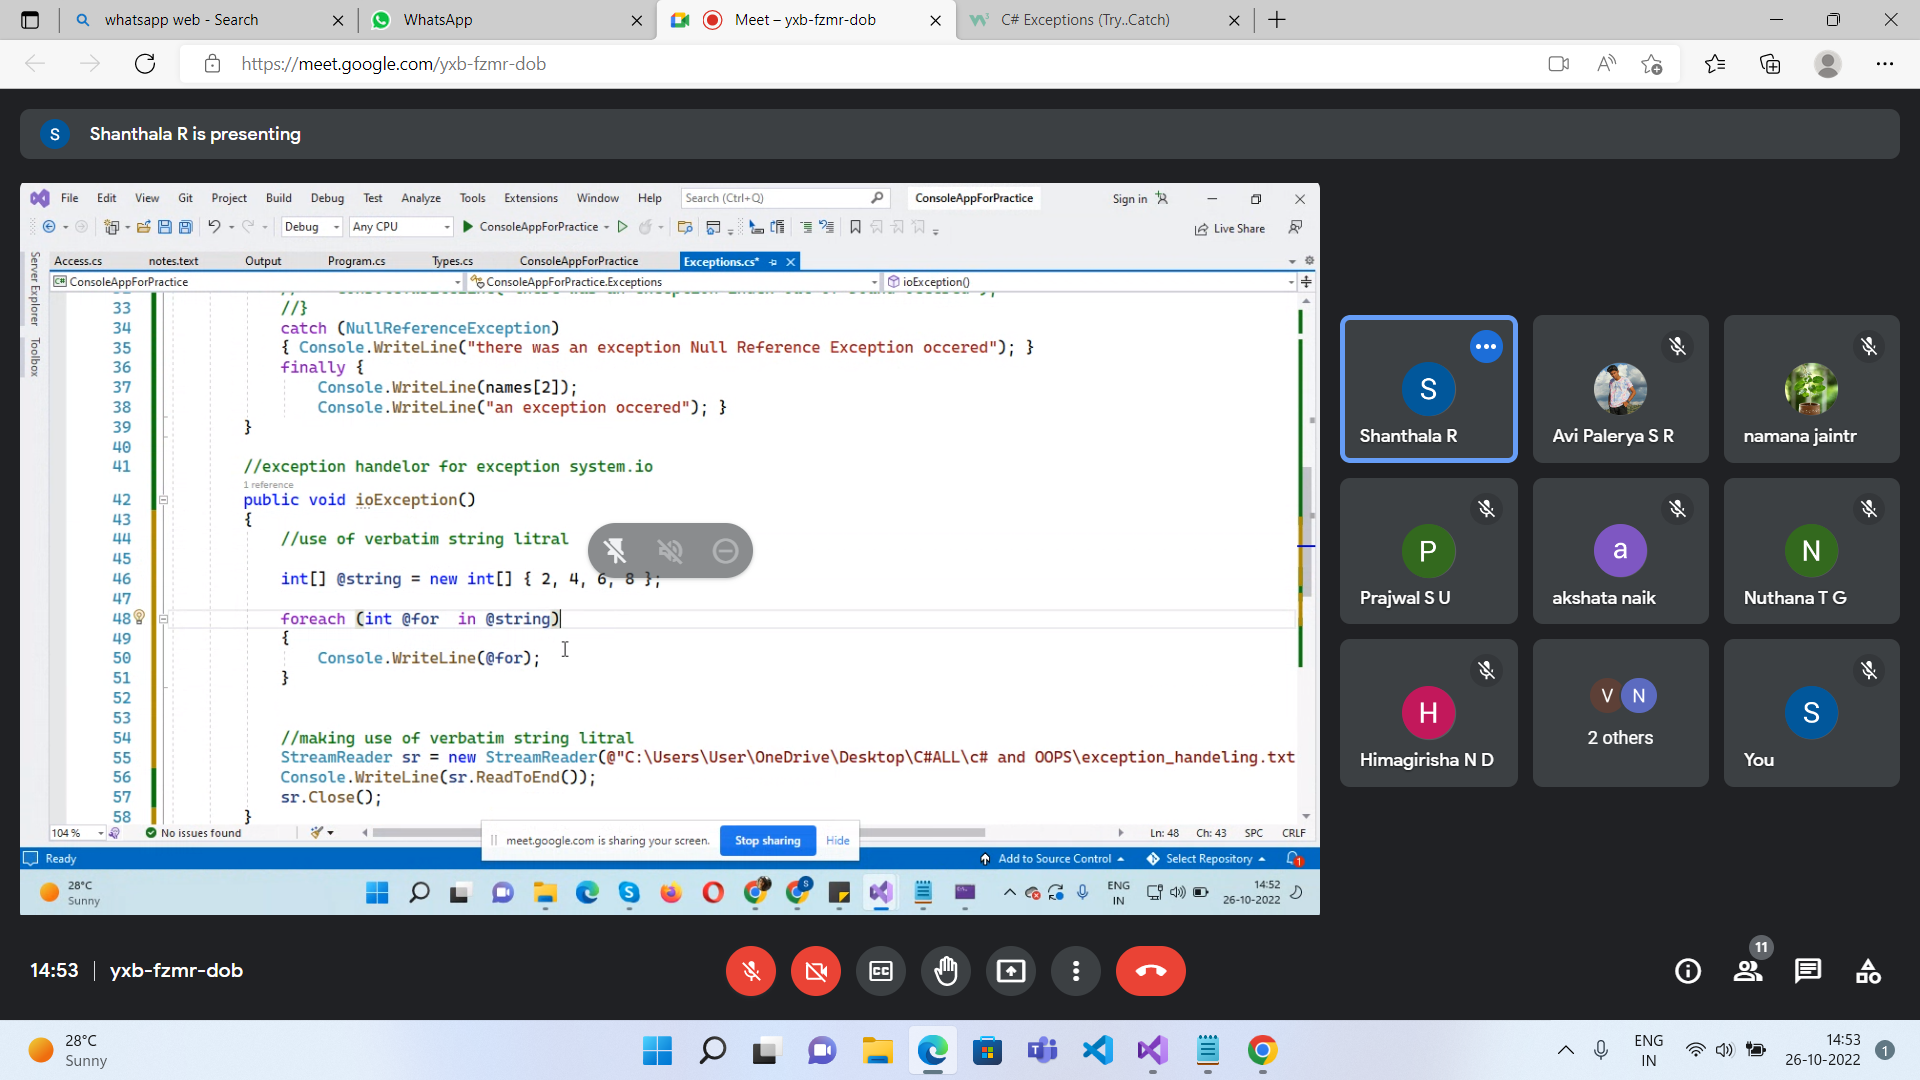 whatsapp web - Search
WhatsApp
Meet – yxb-fzmr-dob
C# Exceptions (Try..Catch)
https://meet.google.com/yxb-fzmr-dob
S Shanthala R is presenting
File Edit View Git Project Build Debug Test Analyze Tools Extensions Window Help Search (Ctrl+Q) ConsoleAppForPractice Sign in
Debug Any CPU ConsoleAppForPractice Live Share
Server Explorer
Toolbox
Access.cs notes.text Output Program.cs Types.cs ConsoleAppForPractice Exceptions.cs*
C# ConsoleAppForPractice ConsoleAppForPractice.Exceptions ioException()
33 //}
34 catch (NullReferenceException)
35 { Console.WriteLine("there was an exception Null Reference Exception occered"); }
36 finally {
37 Console.WriteLine(names[2]);
38 Console.WriteLine("an exception occered"); }
39 }
40
41 //exception handelor for exception system.io
1 reference
42 public void ioException()
43 {
44 //use of verbatim string litral
45
46 int[] @string = new int[] { 2, 4, 6, 8 };
47
48 foreach (int @for  in @string)
49 {
50 Console.WriteLine(@for);
51 }
52
53
54 //making use of verbatim string litral
55 StreamReader sr = new StreamReader(@"C:\Users\User\OneDrive\Desktop\C#ALL\c# and OOPS\exception_handeling.txt
56 Console.WriteLine(sr.ReadToEnd());
57 sr.Close();
58 }
104 % No issues found Ln: 48 Ch: 43 SPC CRLF
meet.google.com is sharing your screen. Stop sharing Hide
Ready Add to Source Control Select Repository 1
28°C
Sunny
S
ENG
IN
14:52
26-10-2022
S
Shanthala R
Avi Palerya S R
namana jaintr
P
Prajwal S U
a
akshata naik
N
Nuthana T G
H
Himagirisha N D
V N
2 others
S
You
14:53 | yxb-fzmr-dob
CC
11
28°C
Sunny
ENG
IN
14:53
26-10-2022
1